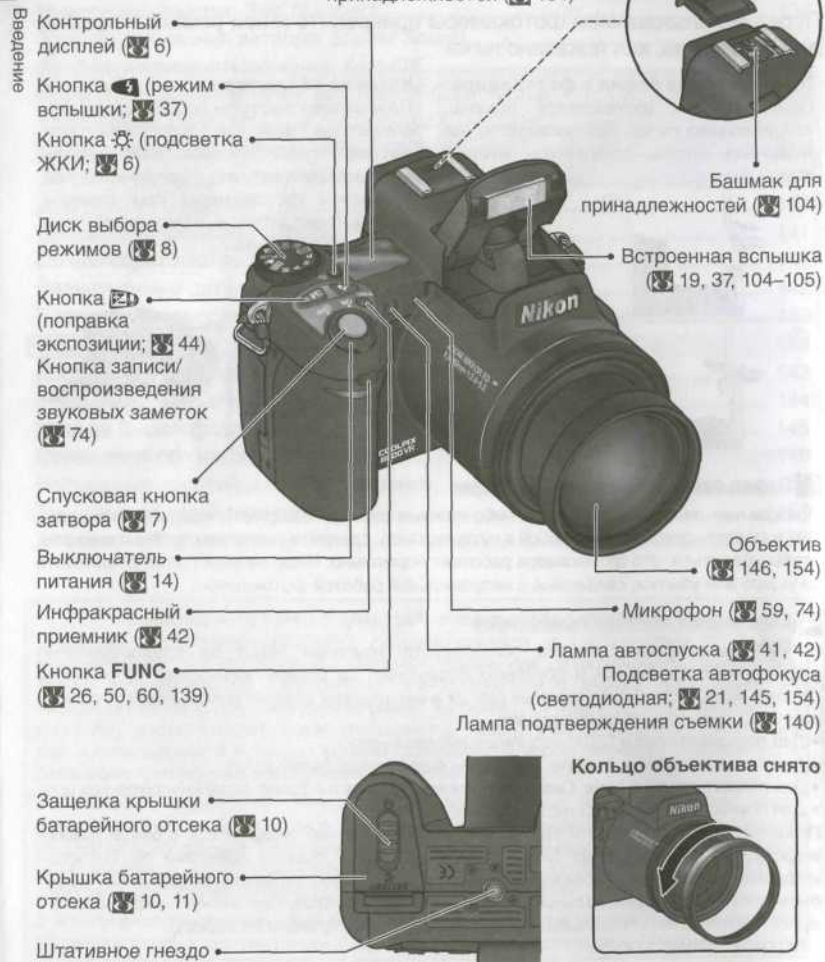 Введение
принадлежностей
Контрольный
дисплей (6)
Кнопка (режим
вспышки; 37)
Кнопка (подсветка
ЖКИ; 6)
Диск выбора
режимов (8)
Кнопка
(поправка
экспозиции; 44)
Кнопка записи/
воспроизведения
звуковых заметок
(74)
Спусковая кнопка
затвора (7)
Выключатель
питания (14)
Инфракрасный
приемник (42)
Кнопка FUNC
(26, 50, 60, 139)
Защелка крышки
батарейного отсека (10)
Крышка батарейного
отсека (10, 11)
Штативное гнездо
Башмак для
принадлежностей (104)
Встроенная вспышка
(19, 37, 104–105)
Nikon
COOLPIX
Объектив
(146, 154)
Микрофон (59, 74)
Лампа автоспуска (41, 42)
Подсветка автофокуса
(светодиодная; 21, 145, 154)
Лампа подтверждения съемки (140)
Кольцо объектива снято
Nikon